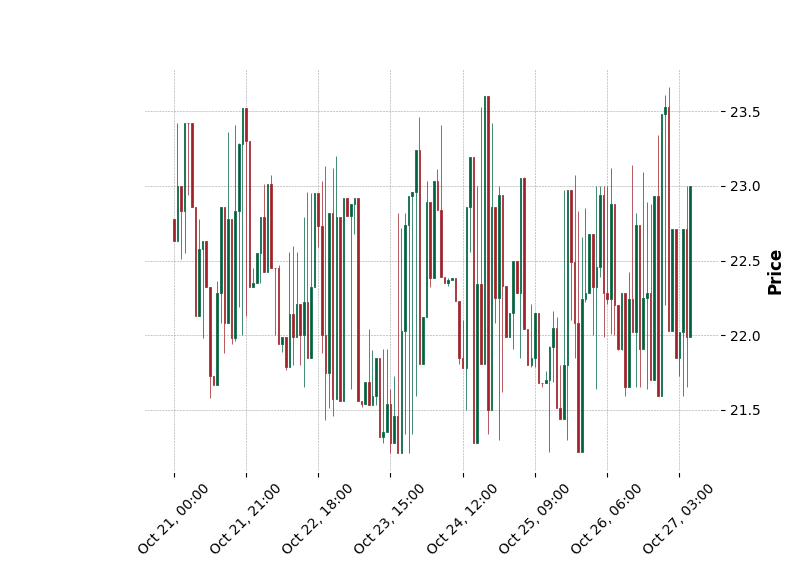 23.5
23.0
22.5
22.0
21.5
Price
Oct 21, 00:00
Oct 21, 21:00
Oct 22, 18:00
Oct 23, 15:00
Oct 24, 12:00
Oct 25, 09:00
Oct 26, 06:00
Oct 27, 03:00